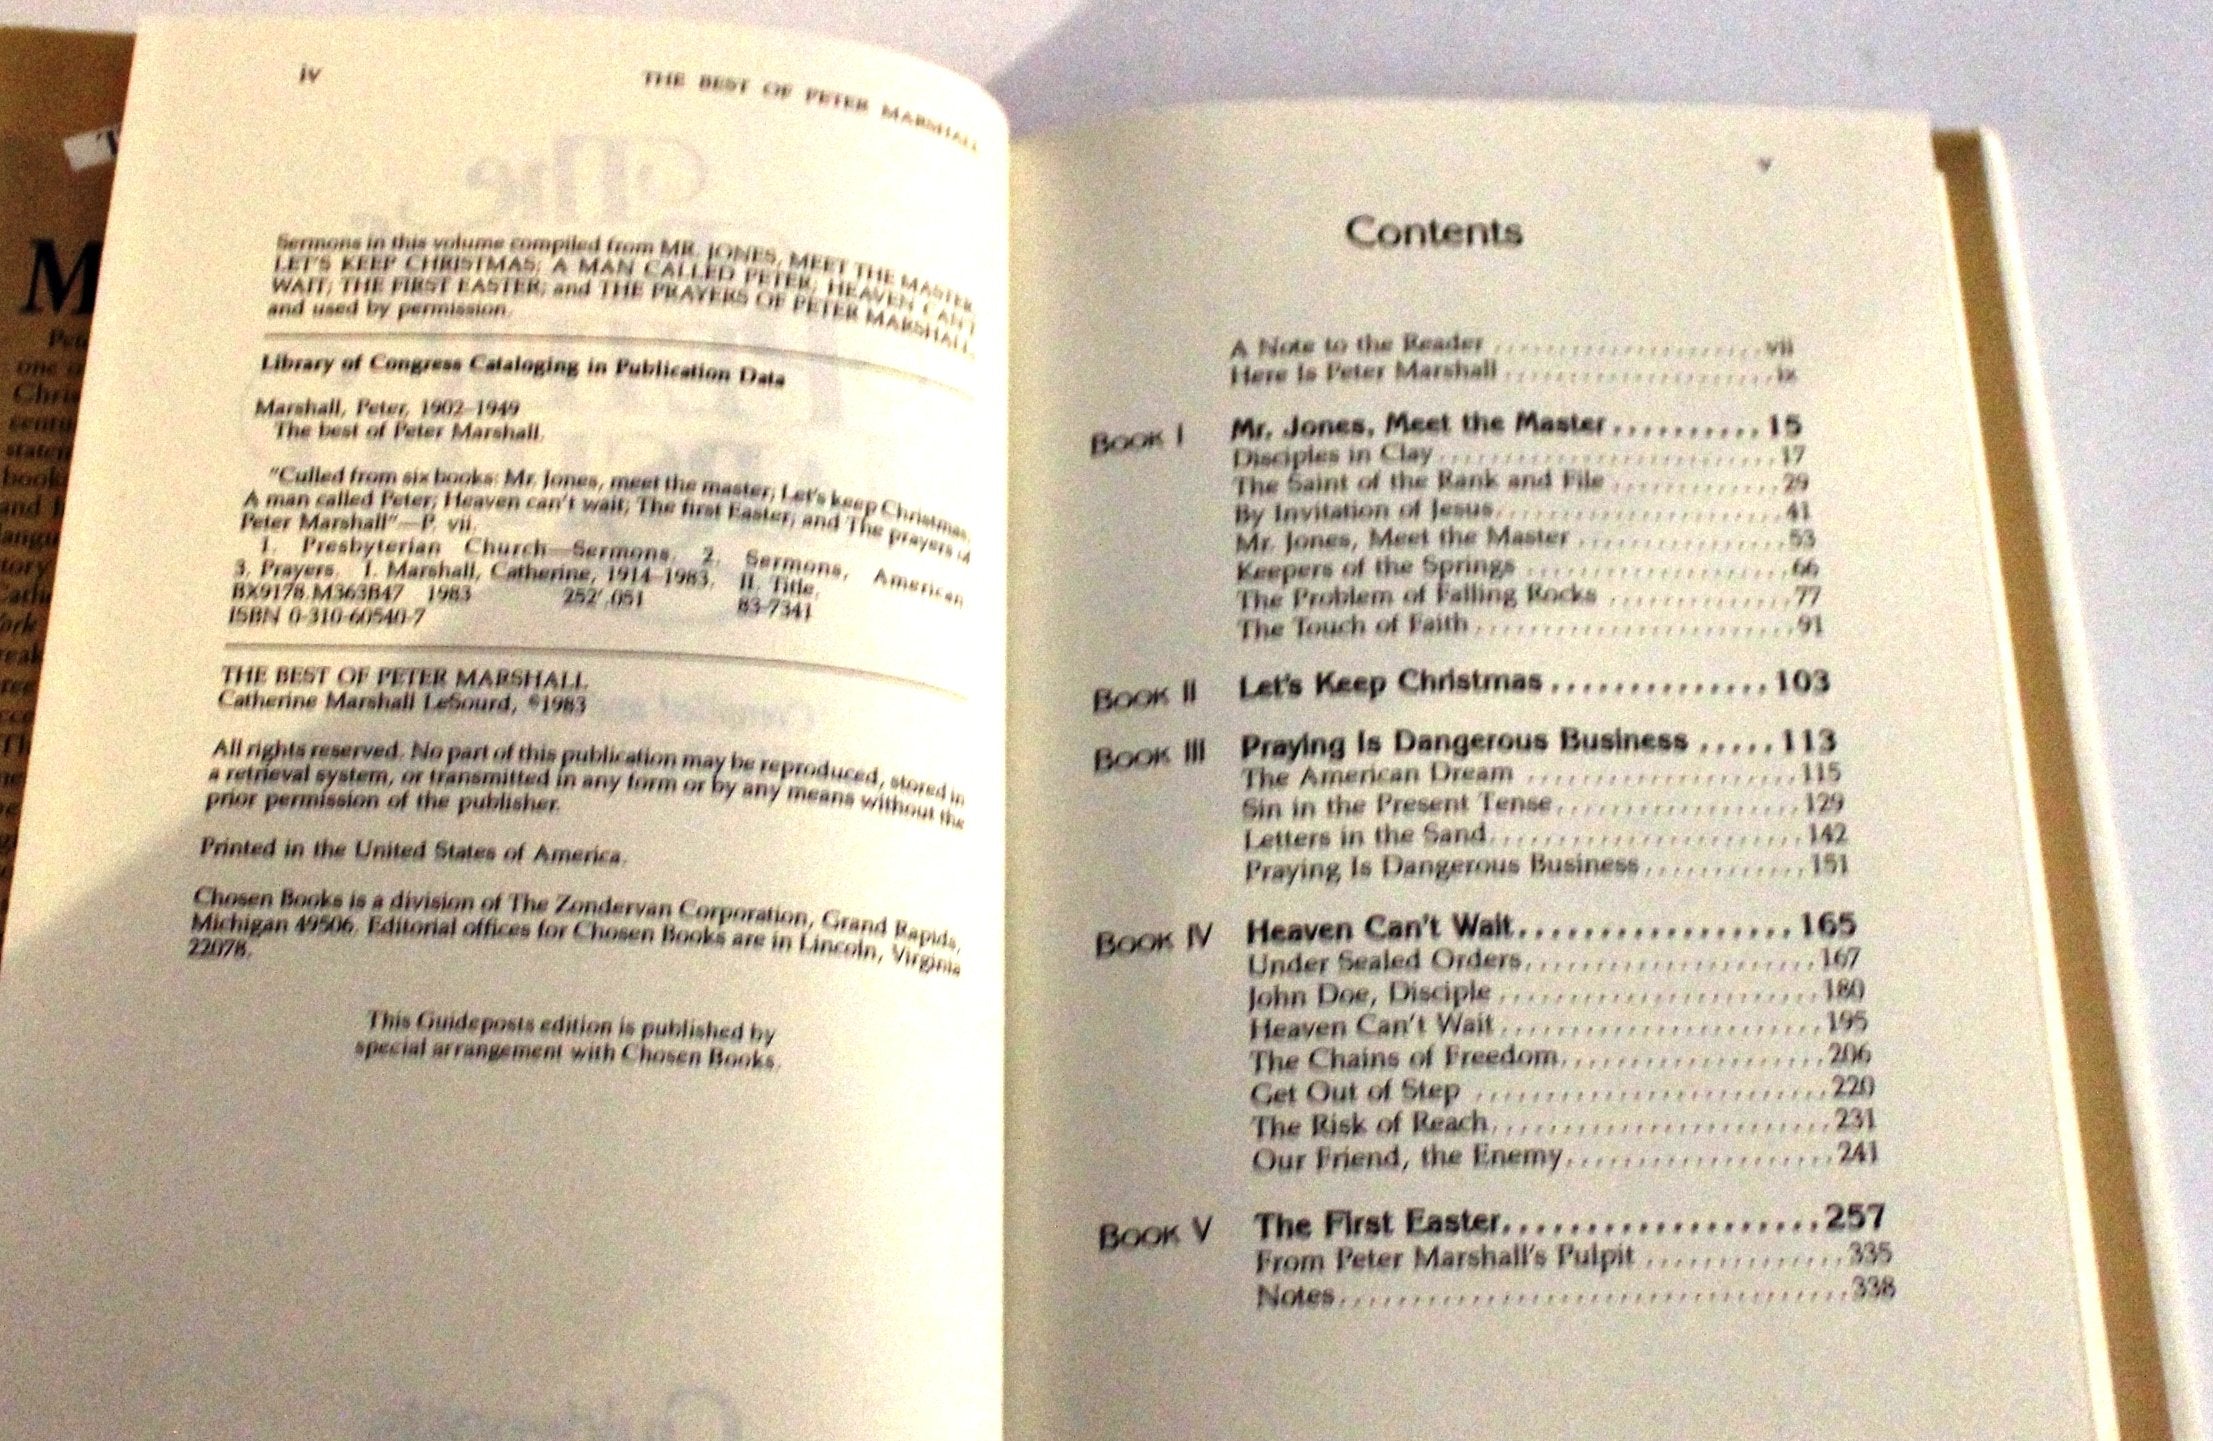 iv
THE BEST OF PETER MARSHALL
Sermons in this volume compiled from MR. JONES, MEET THE MASTER
LET'S KEEP CHRISTMAS; A MAN CALLED PETER; HEAVEN CAN'T
WAIT; THE FIRST EASTER; and THE PRAYERS OF PETER MARSHALL,
and used by permission.
Library of Congress Cataloging in Publication Data
Marshall, Peter, 1902-1949
The best of Peter Marshall.
"Culled from six books: Mr. Jones, meet the master; Let's keep Christmas,
A man called Peter; Heaven can't wait; The first Easter; and The prayers of
Peter Marshall"—P. vii.
1. Presbyterian Church—Sermons. 2. Sermons, American
3. Prayers. I. Marshall, Catherine, 1914-1983. II. Title.
BX9178.M363B47 1983 252'.051 83-7341
ISBN 0-310-60540-7
THE BEST OF PETER MARSHALL
Catherine Marshall LeSourd, ©1983
All rights reserved. No part of this publication may be reproduced, stored in
a retrieval system, or transmitted in any form or by any means without the
prior permission of the publisher.
Printed in the United States of America.
Chosen Books is a division of The Zondervan Corporation, Grand Rapids,
Michigan 49506. Editorial offices for Chosen Books are in Lincoln, Virginia
22078.
This Guideposts edition is published by
special arrangement with Chosen Books.
v
Contents
A Note to the Reader ........................ vii
Here Is Peter Marshall ........................ ix
BOOK I Mr. Jones, Meet the Master .......... 15
Disciples in Clay ........................ 17
The Saint of the Rank and File ........................ 29
By Invitation of Jesus ........................ 41
Mr. Jones, Meet the Master ........................ 53
Keepers of the Springs ........................ 66
The Problem of Falling Rocks ........................ 77
The Touch of Faith ........................ 91
BOOK II Let's Keep Christmas .............. 103
BOOK III Praying Is Dangerous Business ..... 113
The American Dream ........................ 115
Sin in the Present Tense ........................ 129
Letters in the Sand ........................ 142
Praying Is Dangerous Business ............ 151
BOOK IV Heaven Can't Wait ................. 165
Under Sealed Orders ........................ 167
John Doe, Disciple ........................ 180
Heaven Can't Wait ........................ 195
The Chains of Freedom ........................ 206
Get Out of Step ........................ 220
The Risk of Reach ........................ 231
Our Friend, the Enemy ........................ 241
BOOK V The First Easter ................... 257
From Peter Marshall's Pulpit .............. 335
Notes ........................ 338